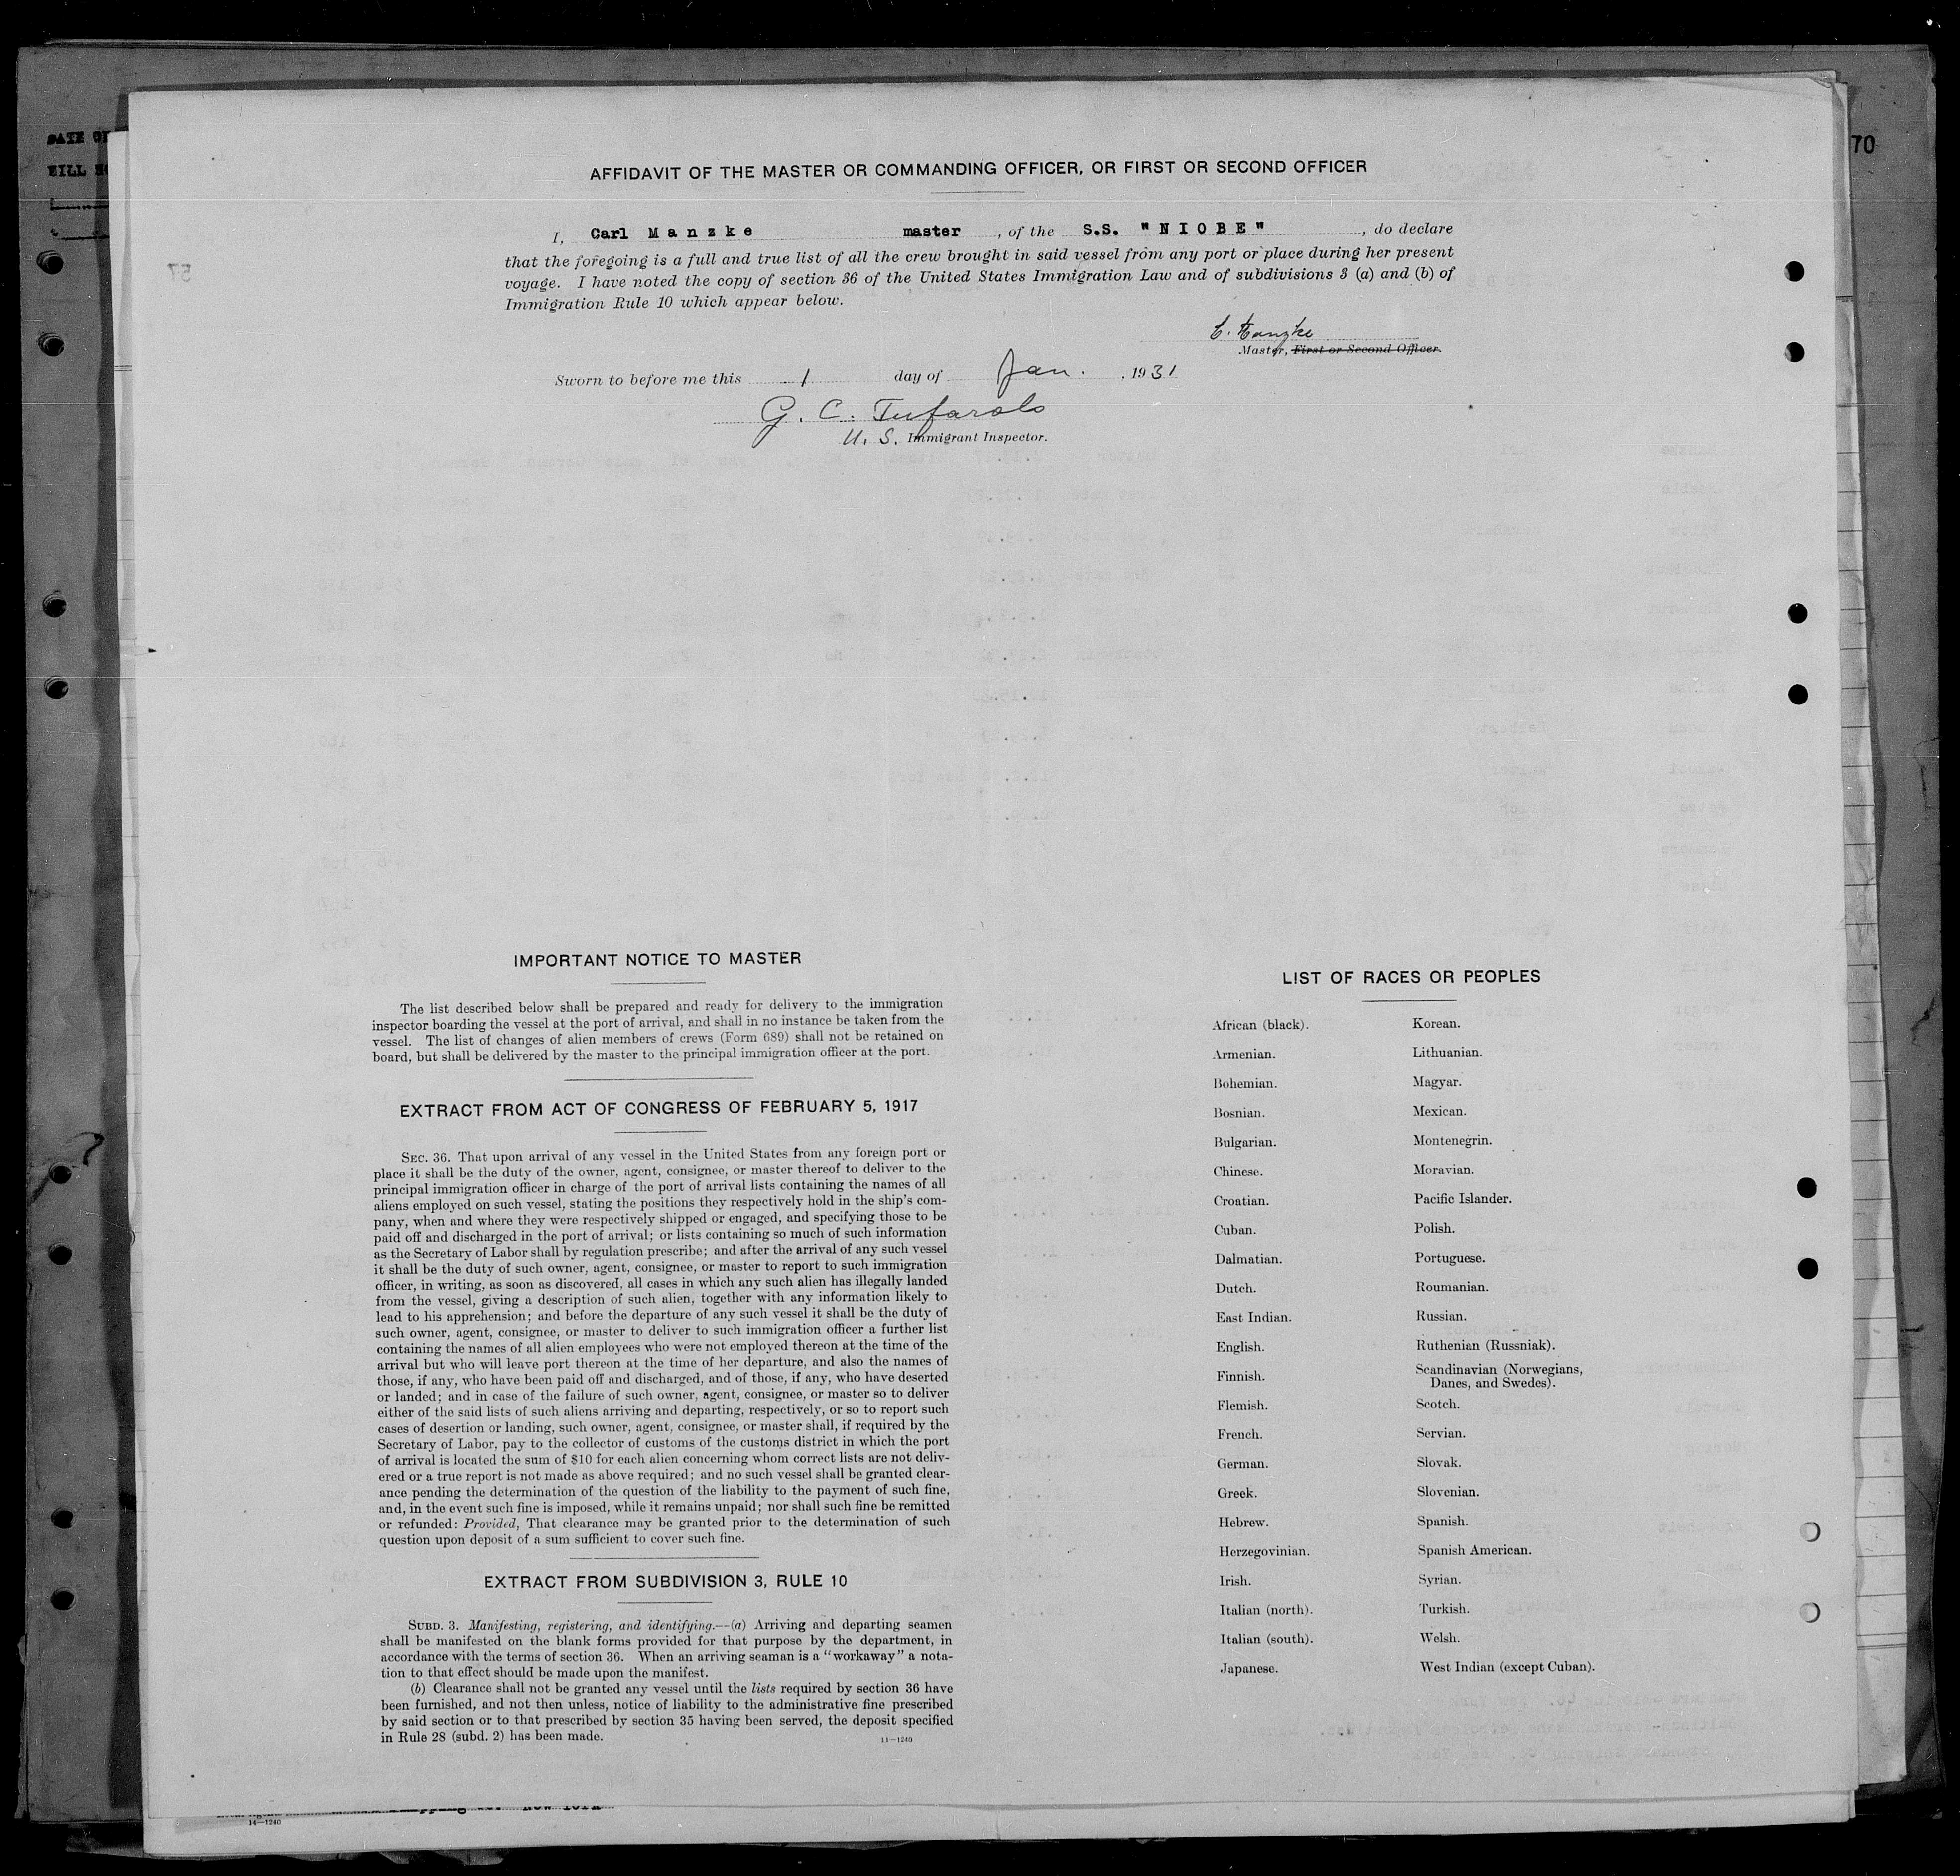 DATE OF
BILL
70
AFFIDAVIT OF THE MASTER OR COMMANDING OFFICER, OR FIRST OR SECOND OFFICER
I, Carl Manzke master, of the S.S. "NIOBE", do declare
that the foregoing is a full and true list of all the crew brought in said vessel from any port or place during her present
voyage. I have noted the copy of section 36 of the United States Immigration Law and of subdivisions 3 (a) and (b) of
Immigration Rule 10 which appear below.
C. Manzke
Master, First or Second Officer.
Sworn to before me this 1 day of Jan., 1931
G. C. Tufarolo
U. S. Immigrant Inspector.
57
IMPORTANT NOTICE TO MASTER
The list described below shall be prepared and ready for delivery to the immigration
inspector boarding the vessel at the port of arrival, and shall in no instance be taken from the
vessel. The list of changes of alien members of crews (Form 689) shall not be retained on
board, but shall be delivered by the master to the principal immigration officer at the port.
EXTRACT FROM ACT OF CONGRESS OF FEBRUARY 5, 1917
SEC. 36. That upon arrival of any vessel in the United States from any foreign port or
place it shall be the duty of the owner, agent, consignee, or master thereof to deliver to the
principal immigration officer in charge of the port of arrival lists containing the names of all
aliens employed on such vessel, stating the positions they respectively hold in the ship's com-
pany, when and where they were respectively shipped or engaged, and specifying those to be
paid off and discharged in the port of arrival; or lists containing so much of such information
as the Secretary of Labor shall by regulation prescribe; and after the arrival of any such vessel
it shall be the duty of such owner, agent, consignee, or master to report to such immigration
officer, in writing, as soon as discovered, all cases in which any such alien has illegally landed
from the vessel, giving a description of such alien, together with any information likely to
lead to his apprehension; and before the departure of any such vessel it shall be the duty of
such owner, agent, consignee, or master to deliver to such immigration officer a further list
containing the names of all alien employees who were not employed thereon at the time of the
arrival but who will leave port thereon at the time of her departure, and also the names of
those, if any, who have been paid off and discharged, and of those, if any, who have deserted
or landed; and in case of the failure of such owner, agent, consignee, or master so to deliver
either of the said lists of such aliens arriving and departing, respectively, or so to report such
cases of desertion or landing, such owner, agent, consignee, or master shall, if required by the
Secretary of Labor, pay to the collector of customs of the customs district in which the port
of arrival is located the sum of $10 for each alien concerning whom correct lists are not deliv-
ered or a true report is not made as above required; and no such vessel shall be granted clear-
ance pending the determination of the question of the liability to the payment of such fine,
and, in the event such fine is imposed, while it remains unpaid; nor shall such fine be remitted
or refunded: Provided, That clearance may be granted prior to the determination of such
question upon deposit of a sum sufficient to cover such fine.
EXTRACT FROM SUBDIVISION 3, RULE 10
SUBD. 3. Manifesting, registering, and identifying.—(a) Arriving and departing seamen
shall be manifested on the blank forms provided for that purpose by the department, in
accordance with the terms of section 36. When an arriving seaman is a "workaway" a nota-
tion to that effect should be made upon the manifest.
(b) Clearance shall not be granted any vessel until the lists required by section 36 have
been furnished, and not then unless, notice of liability to the administrative fine prescribed
by said section or to that prescribed by section 35 having been served, the deposit specified
in Rule 28 (subd. 2) has been made.
11—1240
LIST OF RACES OR PEOPLES
African (black). Korean.
Armenian. Lithuanian.
Bohemian. Magyar.
Bosnian. Mexican.
Bulgarian. Montenegrin.
Chinese. Moravian.
Croatian. Pacific Islander.
Cuban. Polish.
Dalmatian. Portuguese.
Dutch. Roumanian.
East Indian. Russian.
English. Ruthenian (Russniak).
Finnish. Scandinavian (Norwegians,
Danes, and Swedes).
Flemish. Scotch.
French. Servian.
German. Slovak.
Greek. Slovenian.
Hebrew. Spanish.
Herzegovinian. Spanish American.
Irish. Syrian.
Italian (north). Turkish.
Italian (south). Welsh.
Japanese. West Indian (except Cuban).
14—1240